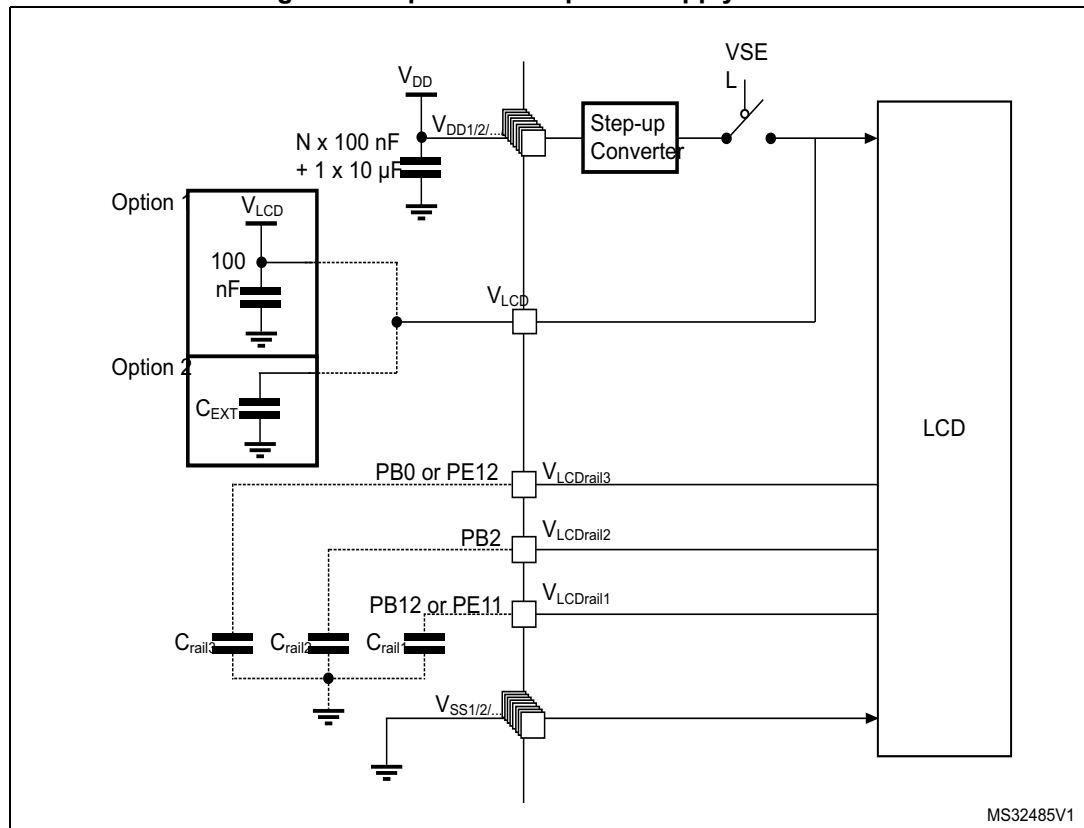 VSE
L
VDD
VDD1/2/...
Step-up
Converter
N x 100 nF
+ 1 x 10 µF
Option 1
VLCD
100
nF
VLCD
Option 2
CEXT
LCD
PB0 or PE12
VLCDrail3
PB2
VLCDrail2
PB12 or PE11
VLCDrail1
Crail3
Crail2
Crail1
VSS1/2/...
MS32485V1